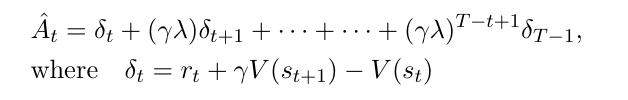 Â_t = δ_t + (γλ)δ_{t+1} + ··· + ··· + (γλ)^{T−t+1}δ_{T−1},
where δ_t = r_t + γV(s_{t+1}) − V(s_t)